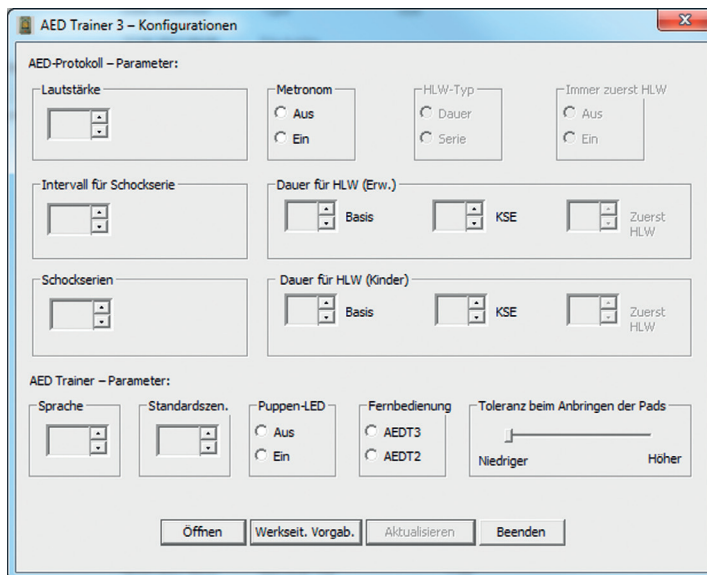 AED Trainer 3 – Konfigurationen
AED-Protokoll – Parameter:
Lautstärke
Metronom
Aus
Ein
HLW-Typ
Dauer
Serie
Immer zuerst HLW
Aus
Ein
Intervall für Schockserie
Dauer für HLW (Erw.)
Basis
KSE
Zuerst
HLW
Schockserien
Dauer für HLW (Kinder)
Basis
KSE
Zuerst
HLW
AED Trainer – Parameter:
Sprache
Standardszen.
Puppen-LED
Aus
Ein
Fernbedienung
AEDT3
AEDT2
Toleranz beim Anbringen der Pads
Niedriger
Höher
Öffnen
Werkseit. Vorgab.
Aktualisieren
Beenden